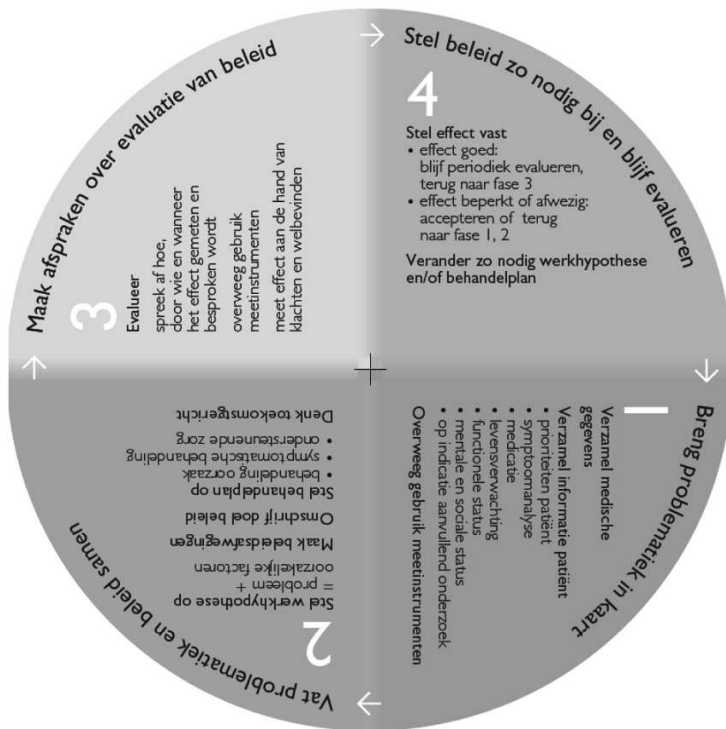 Breng problematiek in kaart
1
Verzamel medische
gegevens
Verzamel informatie patiënt
• prioriteiten patiënt
• symptoomanalyse
• medicatie
• levensverwachting
• functionele status
• mentale en sociale status
• op indicatie aanvullend onderzoek
Overweeg gebruik meetinstrumenten
Vat problematiek en beleid samen
2
Stel werkhypothese op
= probleem +
oorzakelijke factoren
Maak beleidsafwegingen
Omschrijf doel beleid
Stel behandelplan op
• behandeling oorzaak
• symptomatische behandeling
• ondersteunende zorg
Denk toekomstgericht
Maak afspraken over evaluatie van beleid
3
Evalueer
spreek af hoe,
door wie en wanneer
het effect gemeten en
besproken wordt
overweeg gebruik
meetinstrumenten
meet effect aan de hand van
klachten en welbevinden
Stel beleid zo nodig bij en blijf evalueren
4
Stel effect vast
• effect goed:
blijf periodiek evalueren,
terug naar fase 3
• effect beperkt of afwezig:
accepteren of terug
naar fase 1, 2
Verander zo nodig werkhypothese
en/of behandelplan